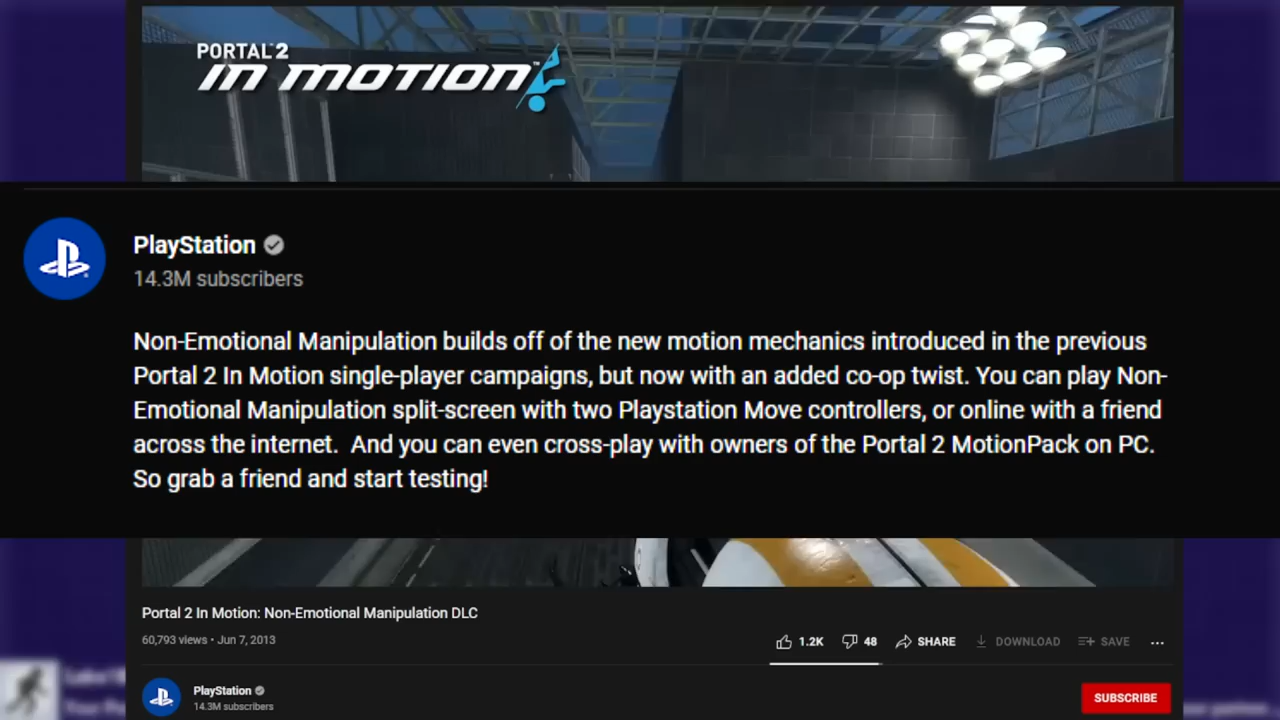 PORTAL 2
IN MOTION™
PlayStation
14.3M subscribers
Non-Emotional Manipulation builds off of the new motion mechanics introduced in the previous
Portal 2 In Motion single-player campaigns, but now with an added co-op twist. You can play Non-
Emotional Manipulation split-screen with two Playstation Move controllers, or online with a friend
across the internet.  And you can even cross-play with owners of the Portal 2 MotionPack on PC.
So grab a friend and start testing!
Portal 2 In Motion: Non-Emotional Manipulation DLC
60,793 views • Jun 7, 2013
1.2K 48 SHARE DOWNLOAD SAVE ...
PlayStation
14.3M subscribers
SUBSCRIBE